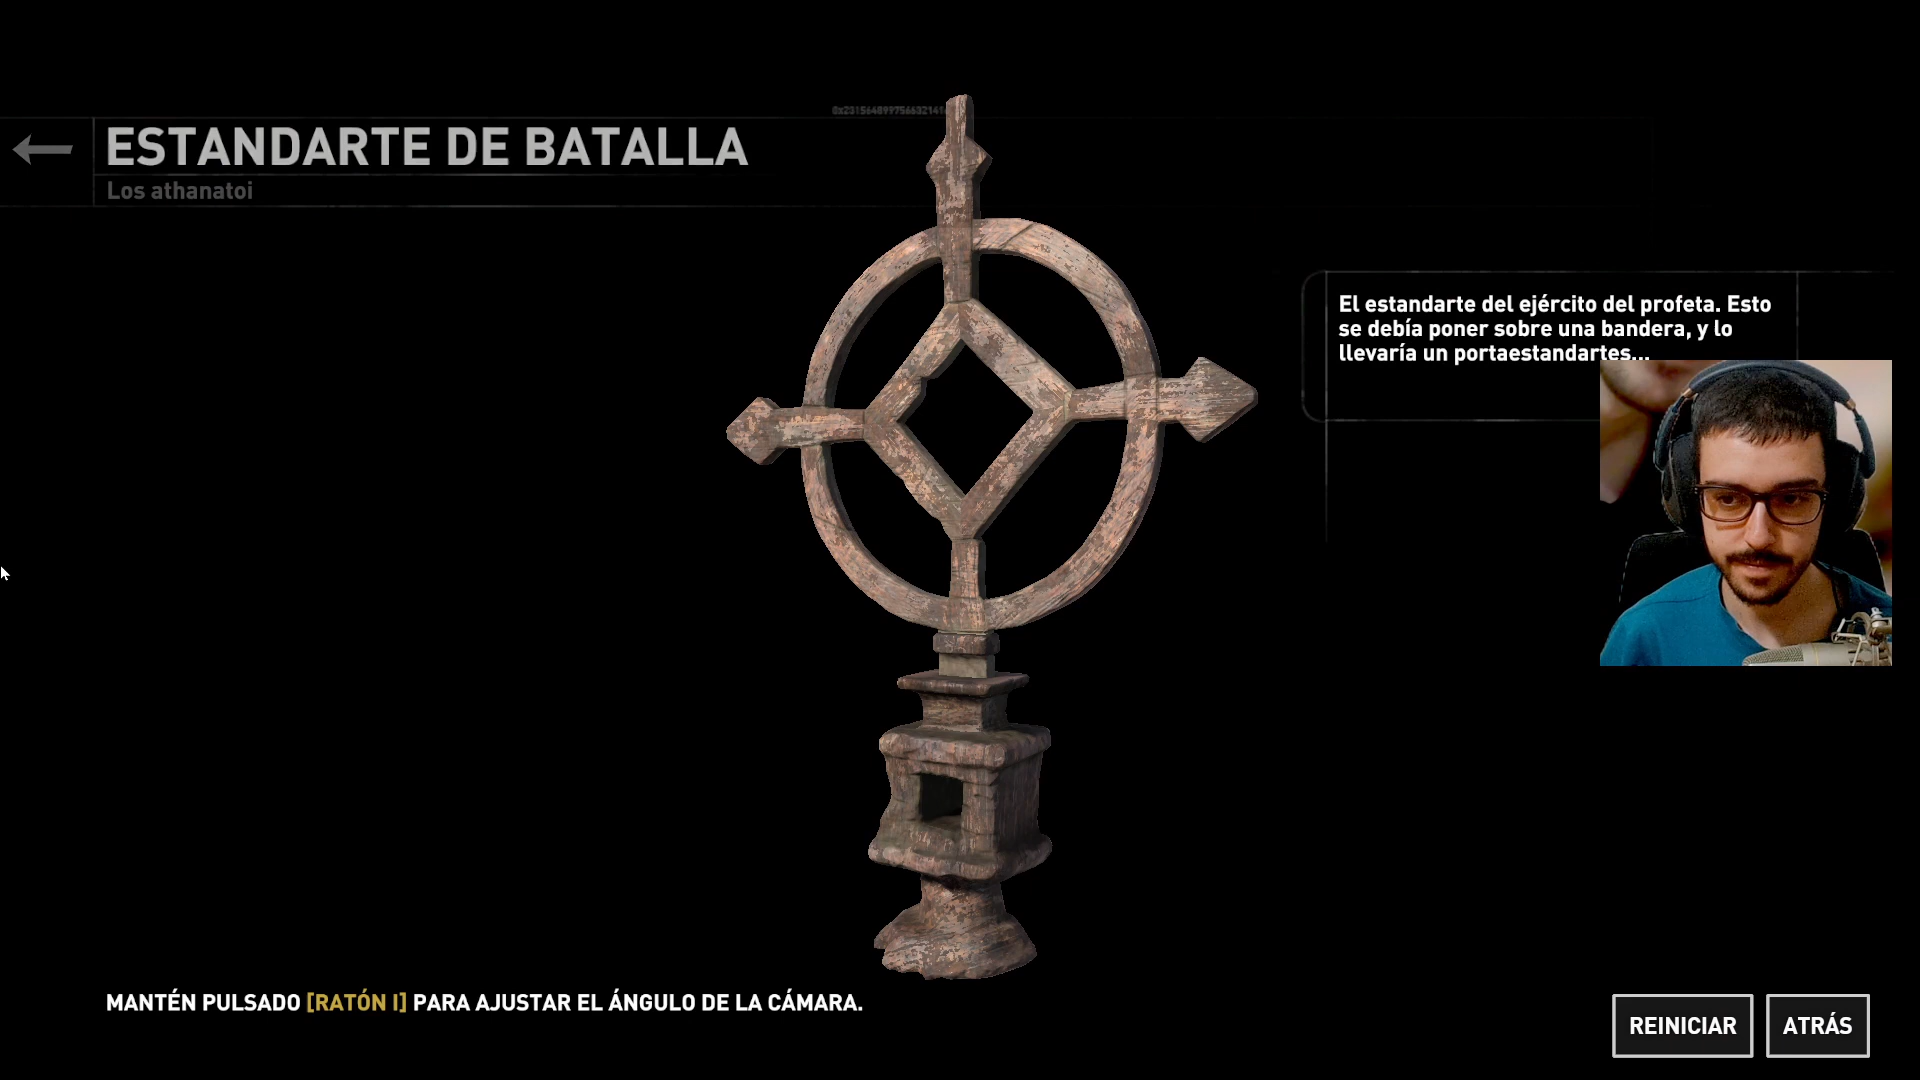 ESTANDARTE DE BATALLA
Los athanatoi
El estandarte del ejército del profeta. Esto
se debía poner sobre una bandera, y lo
llevaría un portaestandartes...
MANTÉN PULSADO [RATÓN I] PARA AJUSTAR EL ÁNGULO DE LA CÁMARA.
REINICIAR
ATRÁS